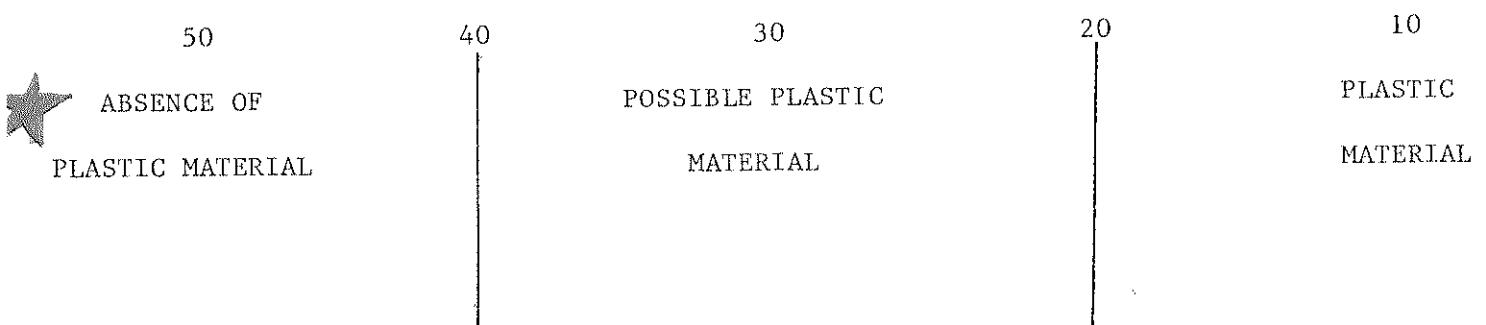 50 40 30 20 10
ABSENCE OF POSSIBLE PLASTIC PLASTIC
PLASTIC MATERIAL MATERIAL MATERIAL